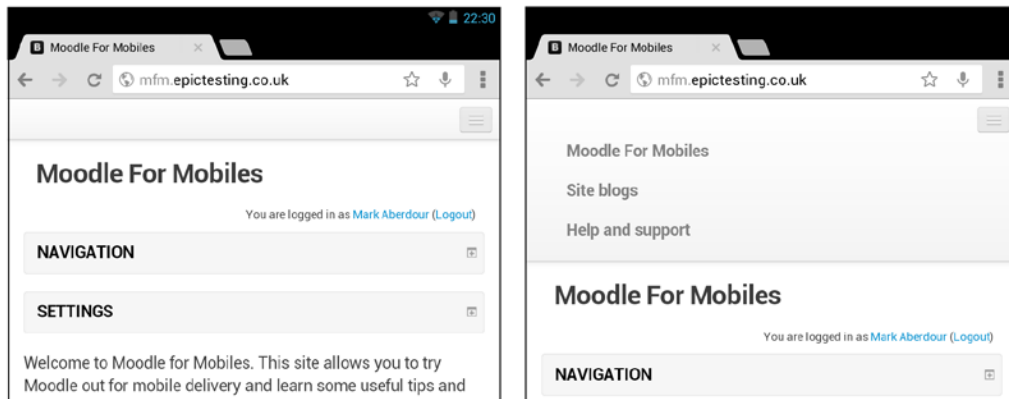 22:30
Moodle For Mobiles
mfm.epictesting.co.uk
Moodle For Mobiles
You are logged in as Mark Aberdour (Logout)
NAVIGATION
SETTINGS
Welcome to Moodle for Mobiles. This site allows you to try
Moodle out for mobile delivery and learn some useful tips and
Moodle For Mobiles
mfm.epictesting.co.uk
Moodle For Mobiles
Site blogs
Help and support
Moodle For Mobiles
You are logged in as Mark Aberdour (Logout)
NAVIGATION